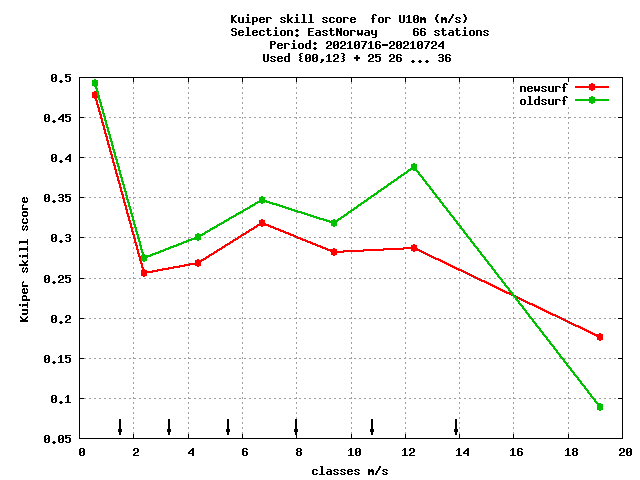 Kuiper skill score  for U10m (m/s)
Selection: EastNorway     66 stations
Period: 20210716-20210724
Used {00,12} + 25 26 ... 36
newsurf
oldsurf
0.5
0.45
0.4
0.35
0.3
0.25
0.2
0.15
0.1
0.05
Kuiper skill score
0 2 4 6 8 10 12 14 16 18 20
classes m/s